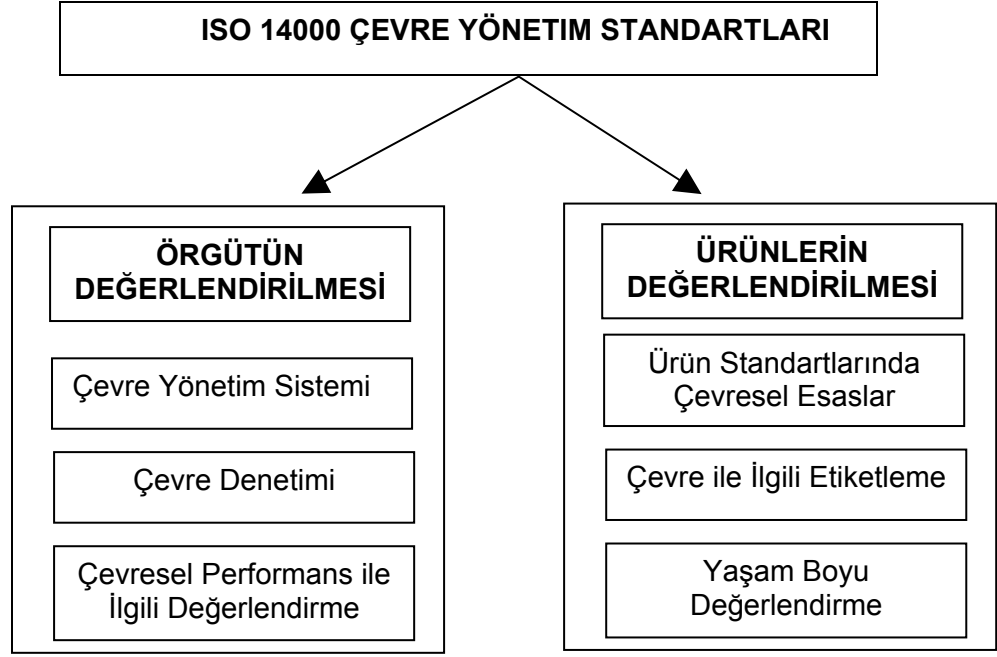 ISO 14000 ÇEVRE YÖNETIM STANDARTLARI
ÖRGÜTÜN
DEĞERLENDİRİLMESİ
Çevre Yönetim Sistemi
Çevre Denetimi
Çevresel Performans ile
İlgili Değerlendirme
ÜRÜNLERİN
DEĞERLENDİRİLMESİ
Ürün Standartlarında
Çevresel Esaslar
Çevre ile İlgili Etiketleme
Yaşam Boyu
Değerlendirme